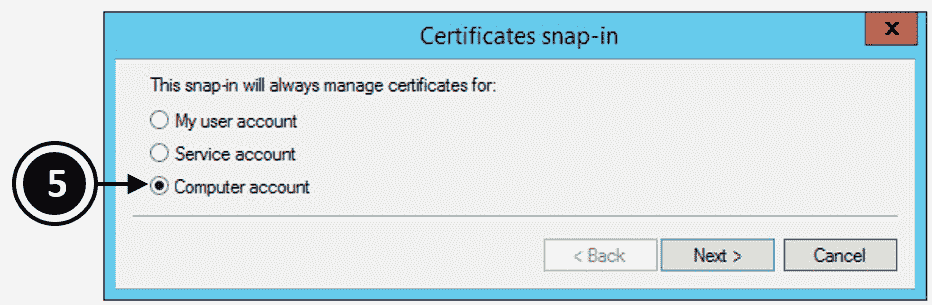 Certificates snap-in
x
This snap-in will always manage certificates for:
My user account
Service account
5
Computer account
< Back Next > Cancel